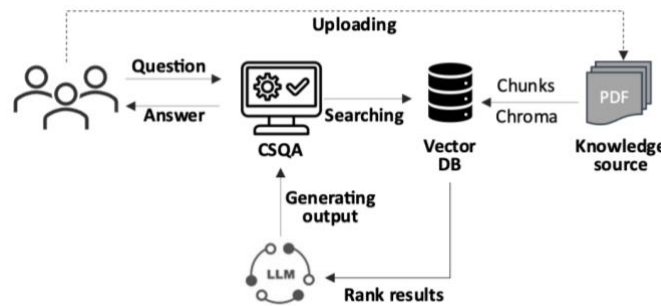 Uploading
Question
Answer
CSQA
Searching
Vector
DB
Chunks
Chroma
PDF
Knowledge
source
Generating
output
LLM
Rank results